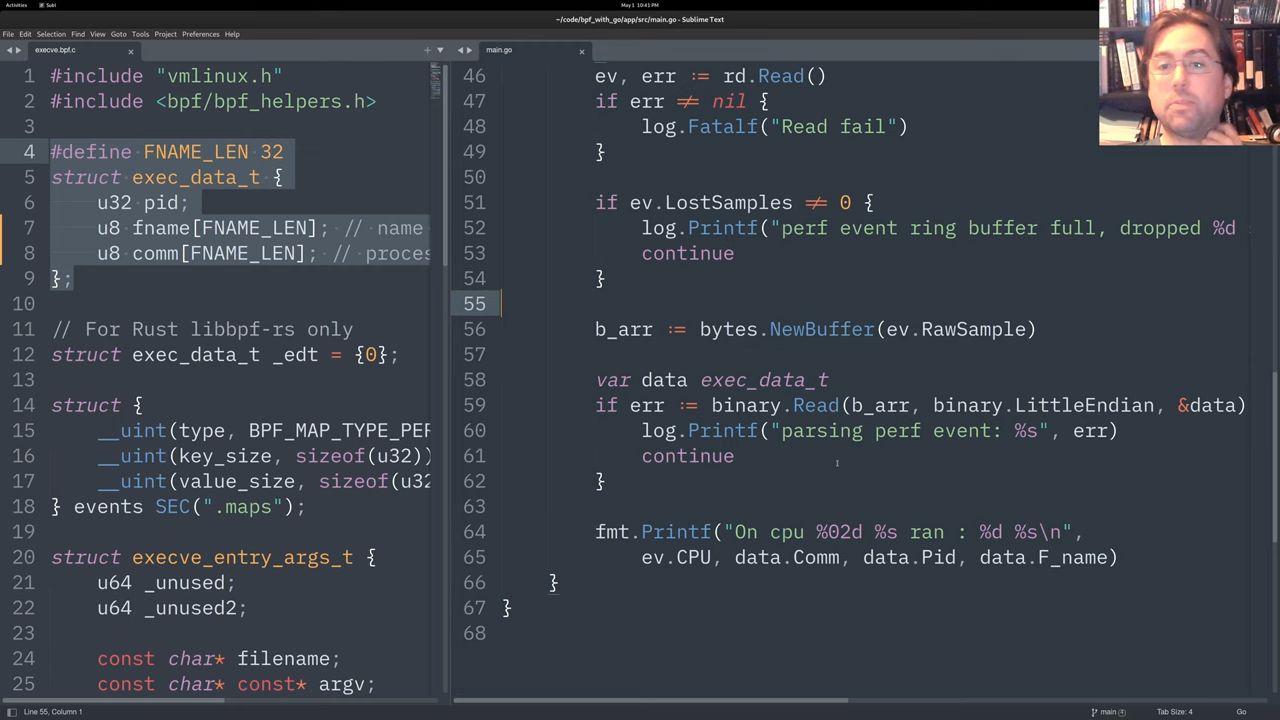 Activities
Subl
May 1 10:41 PM
~/code/bpf_with_go/app/src/main.go - Sublime Text
File Edit Selection Find View Goto Tools Project Preferences Help
execve.bpf.c
1 #include "vmlinux.h"
2 #include <bpf/bpf_helpers.h>
3
4 #define FNAME_LEN 32
5 struct exec_data_t {
6 u32 pid;
7 u8 fname[FNAME_LEN]; // name
8 u8 comm[FNAME_LEN]; // proces
9 };
10
11 // For Rust libbpf-rs only
12 struct exec_data_t _edt = {0};
13
14 struct {
15 __uint(type, BPF_MAP_TYPE_PER
16 __uint(key_size, sizeof(u32))
17 __uint(value_size, sizeof(u32
18 } events SEC(".maps");
19
20 struct execve_entry_args_t {
21 u64 _unused;
22 u64 _unused2;
23
24 const char* filename;
25 const char* const* argv;
main.go
46 ev, err := rd.Read()
47 if err ≠ nil {
48 log.Fatalf("Read fail")
49 }
50
51 if ev.LostSamples ≠ 0 {
52 log.Printf("perf event ring buffer full, dropped %d
53 continue
54 }
55
56 b_arr := bytes.NewBuffer(ev.RawSample)
57
58 var data exec_data_t
59 if err := binary.Read(b_arr, binary.LittleEndian, &data)
60 log.Printf("parsing perf event: %s", err)
61 continue
62 }
63
64 fmt.Printf("On cpu %02d %s ran : %d %s\n",
65 ev.CPU, data.Comm, data.Pid, data.F_name)
66 }
67 }
68
Line 55, Column 1
main (4)
Tab Size: 4
Go